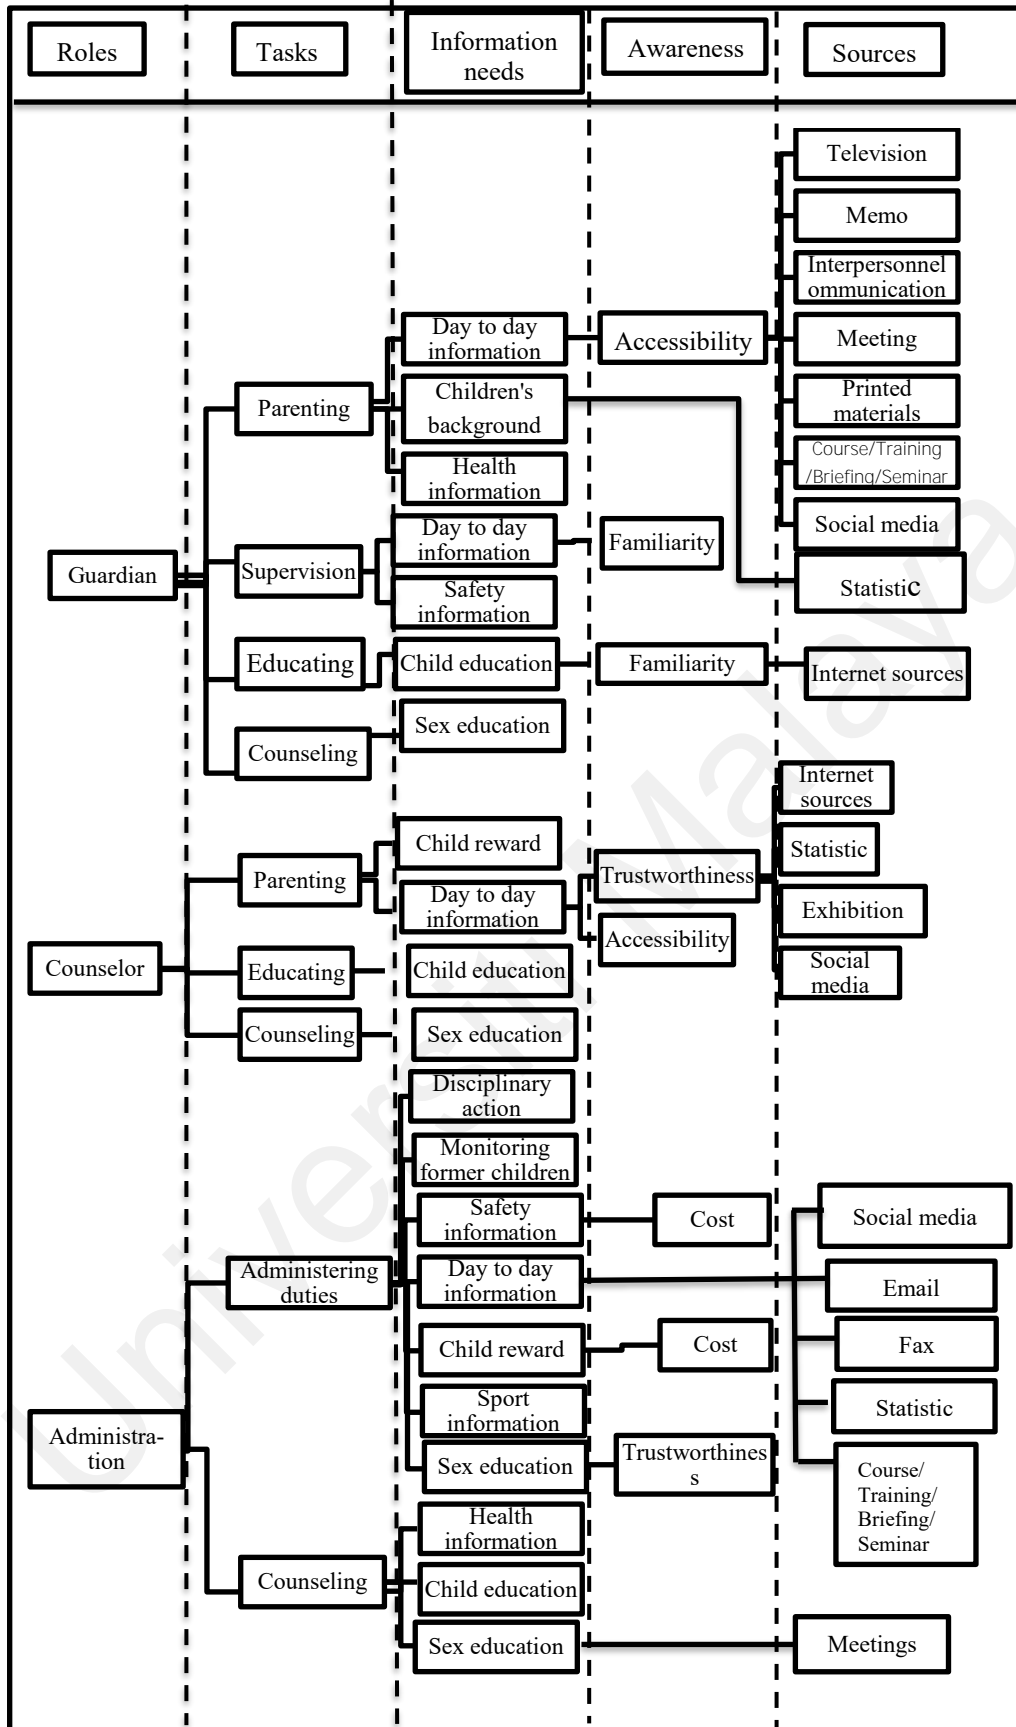 Roles
Tasks
Information
needs
Awareness
Sources
Television
Memo
Interpersonnel
ommunication
Meeting
Printed
materials
Course/Training
/Briefing/Seminar
Social media
Statistic
Day to day
information
Accessibility
Parenting
Children's
background
Health
information
Guardian
Supervision
Day to day
information
Familiarity
Safety
information
Educating
Child education
Familiarity
Internet sources
Counseling
Sex education
Internet
sources
Statistic
Exhibition
Social
media
Counselor
Parenting
Child reward
Day to day
information
Trustworthiness
Accessibility
Educating
Child education
Counseling
Sex education
Administra-
tion
Administering
duties
Disciplinary
action
Monitoring
former children
Safety
information
Cost
Day to day
information
Child reward
Cost
Sport
information
Sex education
Trustworthines
s
Social media
Email
Fax
Statistic
Course/
Training/
Briefing/
Seminar
Counseling
Health
information
Child education
Sex education
Meetings
Universiti Malaya